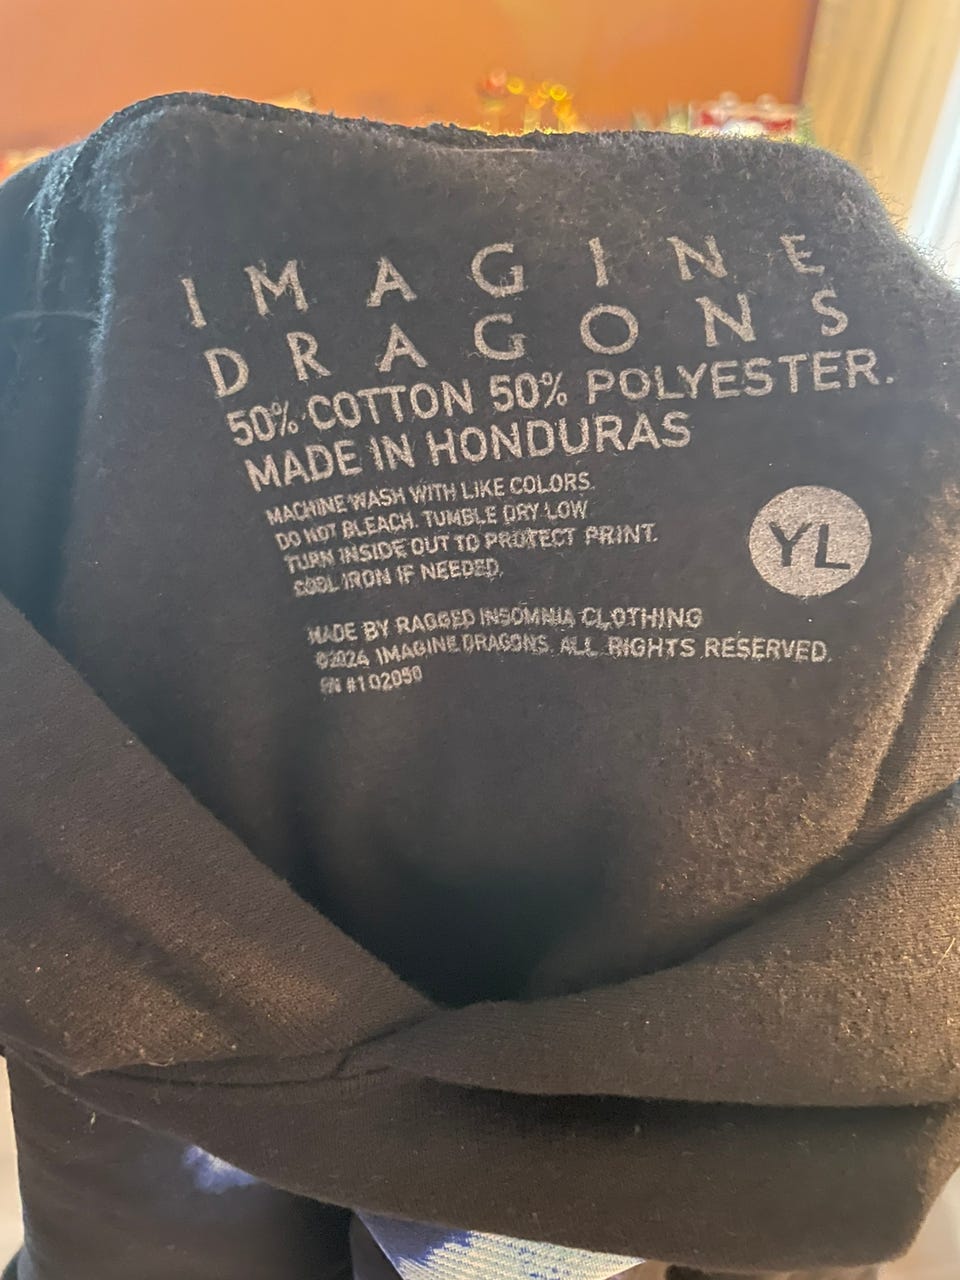 IMAGINE
DRAGONS
50% COTTON 50% POLYESTER.
MADE IN HONDURAS
MACHINE WASH WITH LIKE COLORS.
DO NOT BLEACH. TUMBLE DRY LOW
TURN INSIDE OUT TO PROTECT PRINT.
COOL IRON IF NEEDED.
YL
MADE BY RAGGED INSOMNIA CLOTHING
©2024 IMAGINE DRAGONS. ALL RIGHTS RESERVED.
RN #102050